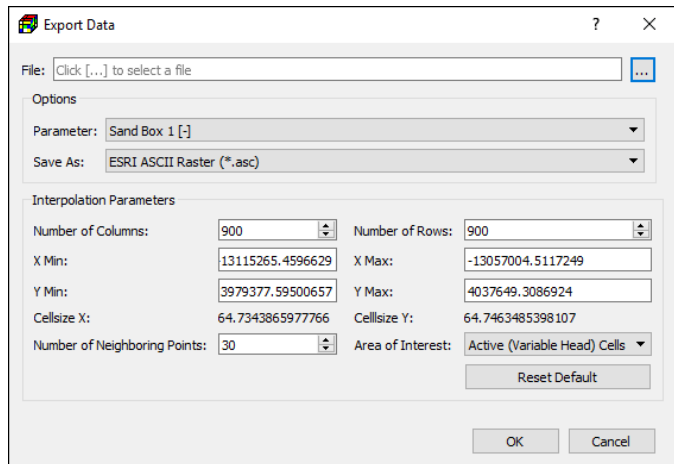 Export Data ? ×
File: Click [...] to select a file ...
Options
Parameter: Sand Box 1 [-]
Save As: ESRI ASCII Raster (*.asc)
Interpolation Parameters
Number of Columns: 900 Number of Rows: 900
X Min: 13115265.4596629 X Max: -13057004.5117249
Y Min: 3979377.59500657 Y Max: 4037649.3086924
Cellsize X: 64.7343865977766 Celllsize Y: 64.7463485398107
Number of Neighboring Points: 30 Area of Interest: Active (Variable Head) Cells
Reset Default
OK Cancel